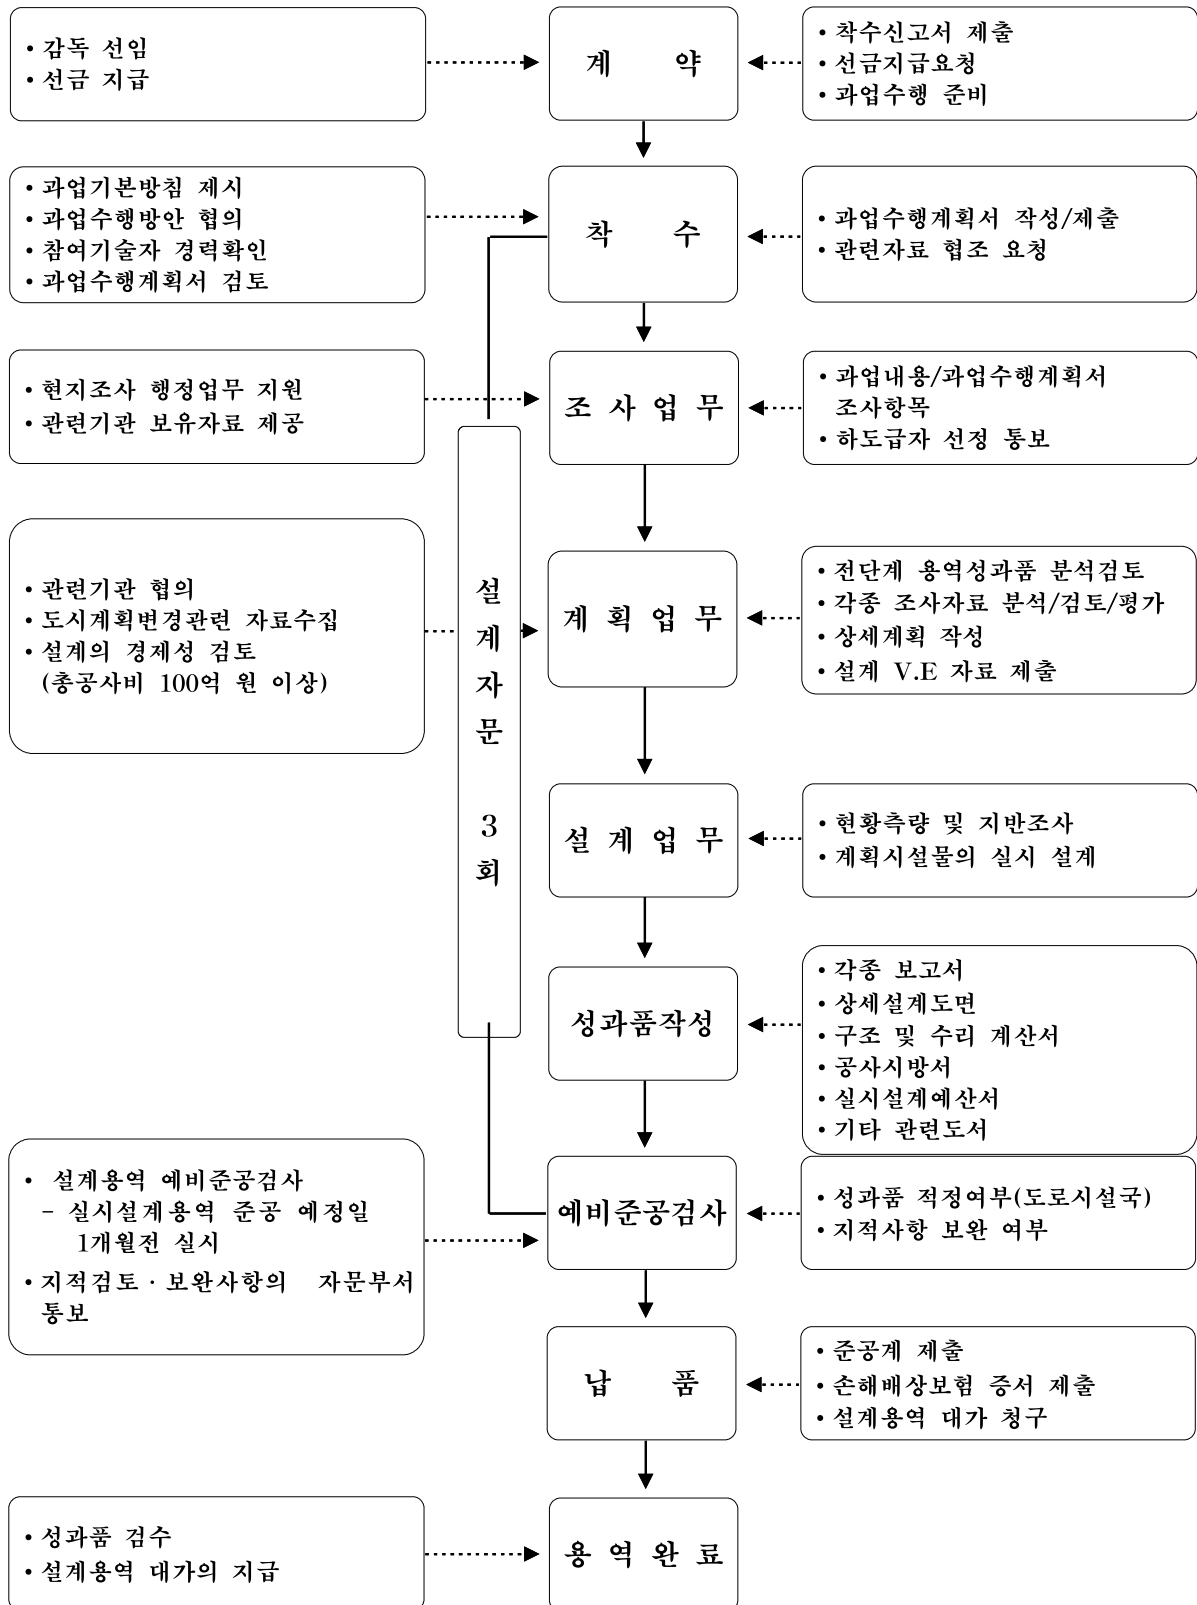 • 감독 선임
• 선금 지급
계 약
• 착수신고서 제출
• 선금지급요청
• 과업수행 준비
• 과업기본방침 제시
• 과업수행방안 협의
• 참여기술자 경력확인
• 과업수행계획서 검토
착 수
• 과업수행계획서 작성/제출
• 관련자료 협조 요청
• 현지조사 행정업무 지원
• 관련기관 보유자료 제공
조 사 업 무
• 과업내용/과업수행계획서
조사항목
• 하도급자 선정 통보
설
계
자
문
3
회
• 관련기관 협의
• 도시계획변경관련 자료수집
• 설계의 경제성 검토
(총공사비 100억 원 이상)
계 획 업 무
• 전단계 용역성과품 분석검토
• 각종 조사자료 분석/검토/평가
• 상세계획 작성
• 설계 V.E 자료 제출
설 계 업 무
• 현황측량 및 지반조사
• 계획시설물의 실시 설계
성과품작성
• 각종 보고서
• 상세설계도면
• 구조 및 수리 계산서
• 공사시방서
• 실시설계예산서
• 기타 관련도서
• 설계용역 예비준공검사
- 실시설계용역 준공 예정일
1개월전 실시
• 지적검토 · 보완사항의 자문부서
통보
예비준공검사
• 성과품 적정여부(도로시설국)
• 지적사항 보완 여부
납 품
• 준공계 제출
• 손해배상보험 증서 제출
• 설계용역 대가 청구
• 성과품 검수
• 설계용역 대가의 지급
용 역 완 료